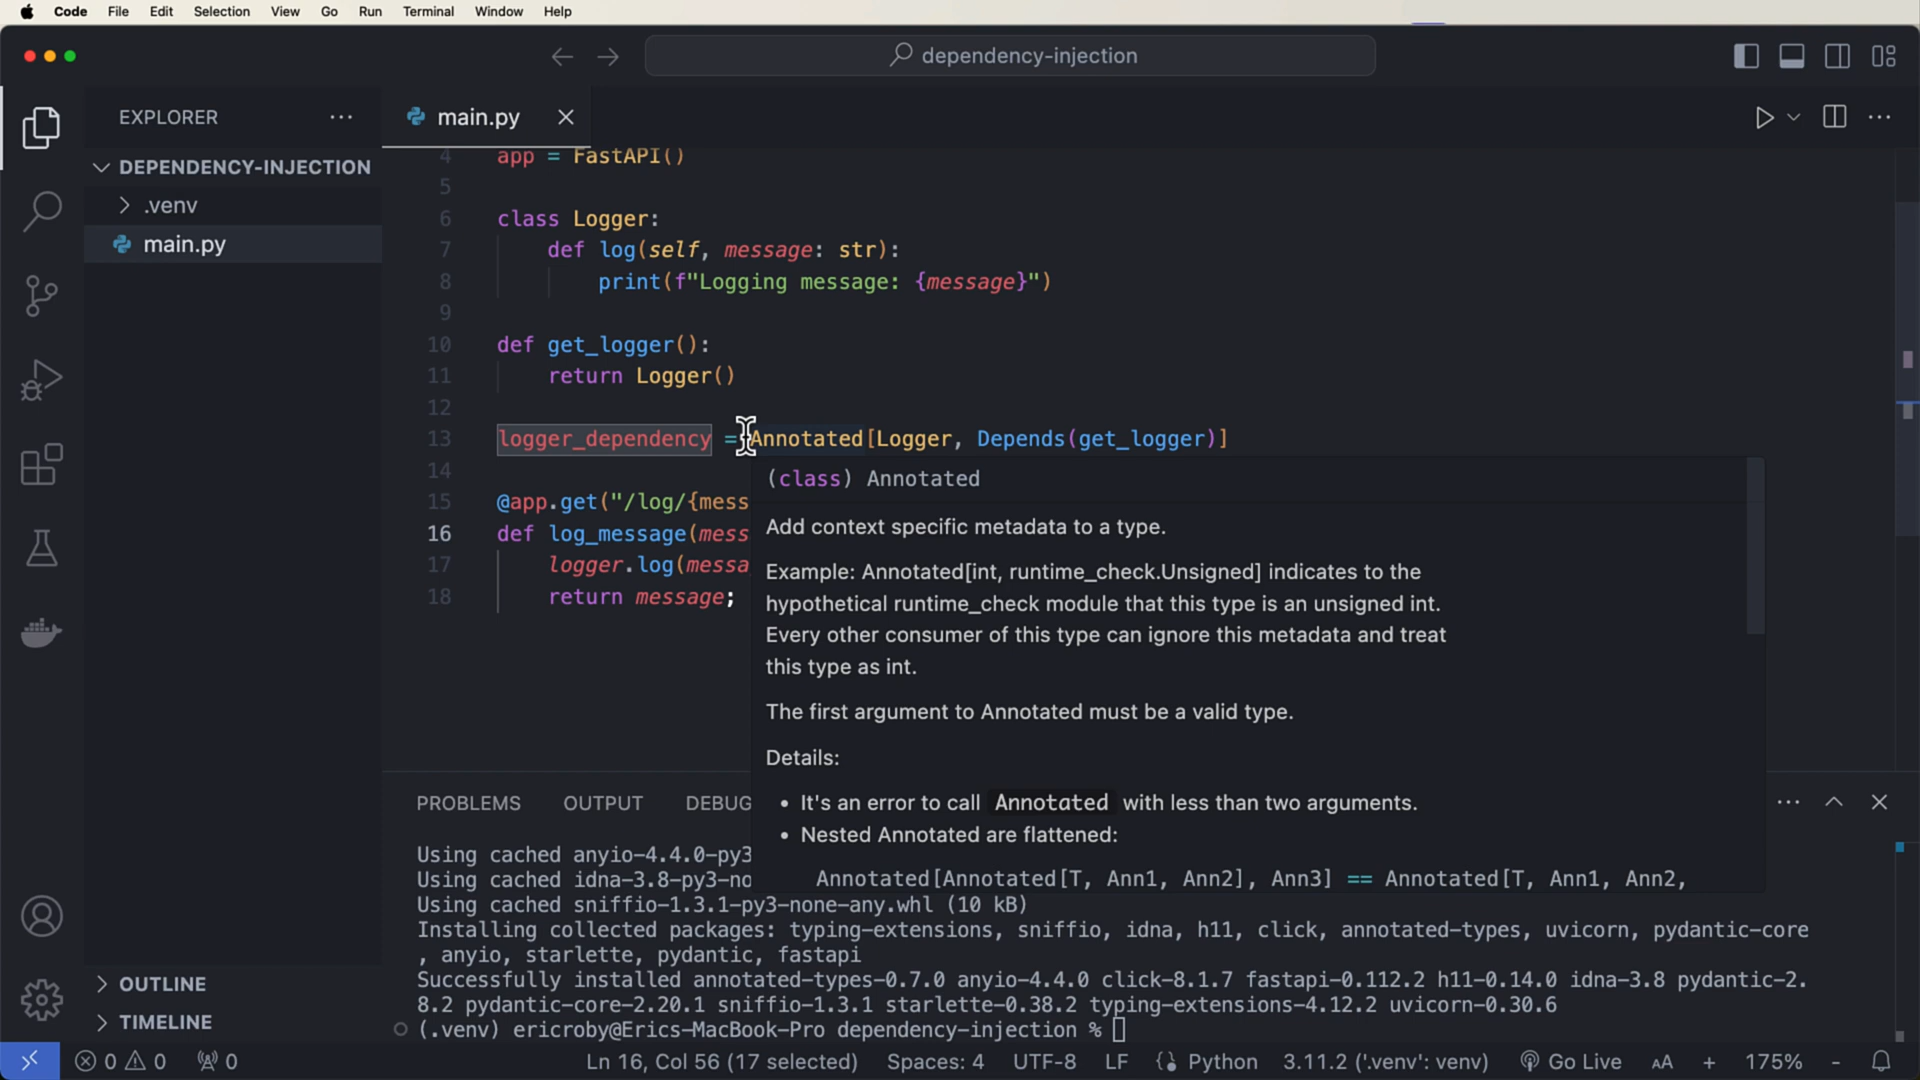 Code File Edit Selection View Go Run Terminal Window Help
dependency-injection
EXPLORER
main.py
DEPENDENCY-INJECTION
.venv
main.py
OUTLINE
TIMELINE
4 app = FastAPI()
5
6 class Logger:
7 def log(self, message: str):
8 print(f"Logging message: {message}")
9
10 def get_logger():
11 return Logger()
12
13 logger_dependency = Annotated[Logger, Depends(get_logger)]
14
15 @app.get("/log/{mess
16 def log_message(mess
17 logger.log(messa
18 return message;
(class) Annotated
Add context specific metadata to a type.
Example: Annotated[int, runtime_check.Unsigned] indicates to the
hypothetical runtime_check module that this type is an unsigned int.
Every other consumer of this type can ignore this metadata and treat
this type as int.
The first argument to Annotated must be a valid type.
Details:
• It's an error to call Annotated with less than two arguments.
• Nested Annotated are flattened:
Annotated[Annotated[T, Ann1, Ann2], Ann3] == Annotated[T, Ann1, Ann2,
PROBLEMS OUTPUT DEBUG
Using cached anyio-4.4.0-py3
Using cached idna-3.8-py3-no
Using cached sniffio-1.3.1-py3-none-any.whl (10 kB)
Installing collected packages: typing-extensions, sniffio, idna, h11, click, annotated-types, uvicorn, pydantic-core
, anyio, starlette, pydantic, fastapi
Successfully installed annotated-types-0.7.0 anyio-4.4.0 click-8.1.7 fastapi-0.112.2 h11-0.14.0 idna-3.8 pydantic-2.
8.2 pydantic-core-2.20.1 sniffio-1.3.1 starlette-0.38.2 typing-extensions-4.12.2 uvicorn-0.30.6
(.venv) ericroby@Erics-MacBook-Pro dependency-injection %
0 0 0 Ln 16, Col 56 (17 selected) Spaces: 4 UTF-8 LF Python 3.11.2 ('.venv': venv) Go Live AA + 175% -